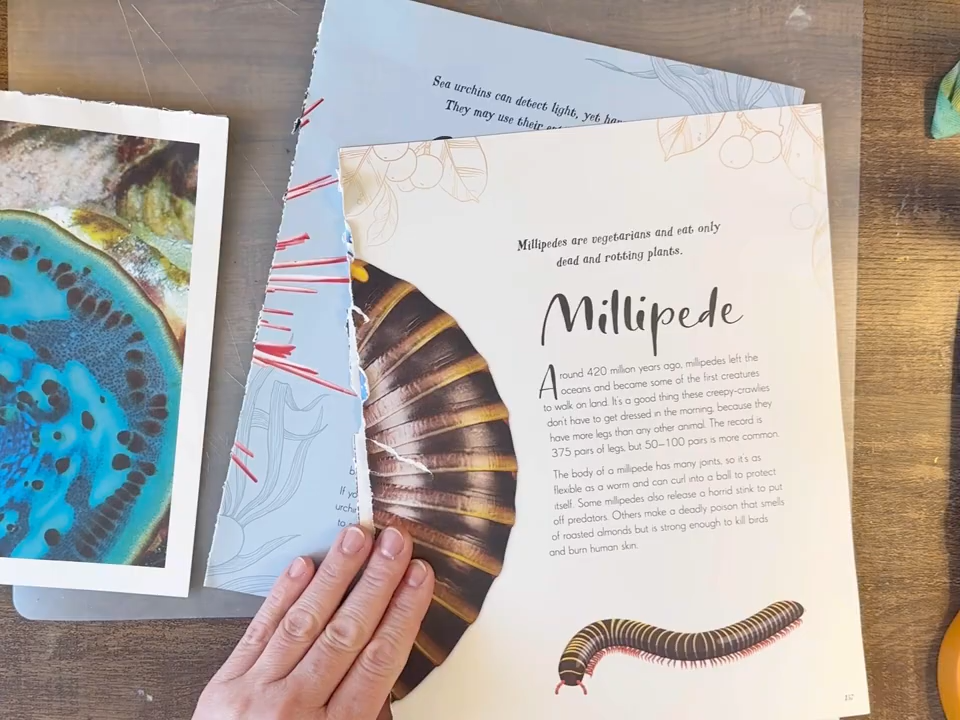 Sea urchins can detect light, yet
They may use their
Millipedes are vegetarians and eat only
dead and rotting plants.
Millipede
Around 420 million years ago, millipedes left the
oceans and became some of the first creatures
to walk on land. It's a good thing these creepy-crawlies
don't have to get dressed in the morning, because they
have more legs than any other animal. The record is
375 pairs of legs, but 50–100 pairs is more common.
The body of a millipede has many joints, so it's as
flexible as a worm and can curl into a ball to protect
itself. Some millipedes also release a horrid stink to put
off predators. Others make a deadly poison that smells
of roasted almonds but is strong enough to kill birds
and burn human skin.
If